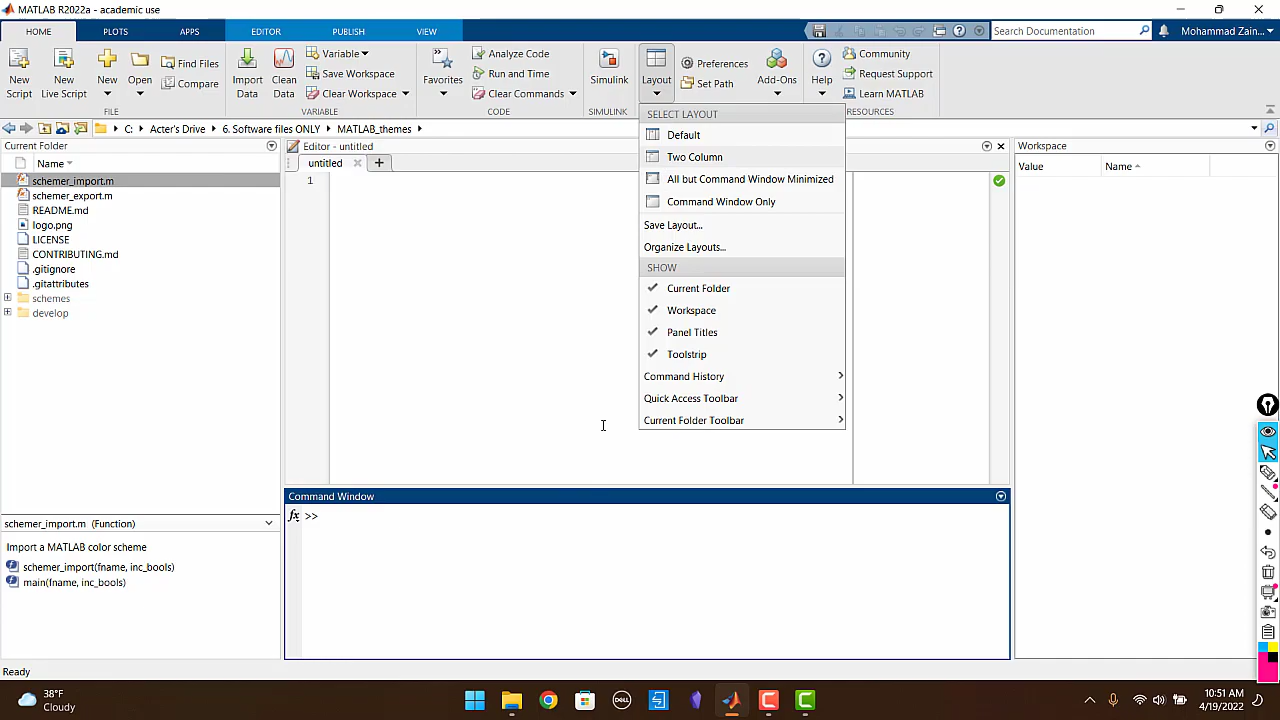 MATLAB R2022a - academic use
HOME PLOTS APPS EDITOR PUBLISH VIEW
Search Documentation
Mohammad Zain...
New Script
New Live Script
New
Open
Find Files
Compare
FILE
Import Data
Clean Data
Variable
Save Workspace
Clear Workspace
VARIABLE
Favorites
Analyze Code
Run and Time
Clear Commands
CODE
Simulink
SIMULINK
Layout
Preferences
Set Path
Add-Ons
Help
Community
Request Support
Learn MATLAB
RESOURCES
C: Acter's Drive 6. Software files ONLY MATLAB_themes
Current Folder
Name
schemer_import.m
schemer_export.m
README.md
logo.png
LICENSE
CONTRIBUTING.md
.gitignore
.gitattributes
schemes
develop
schemer_import.m (Function)
Import a MATLAB color scheme
schemer_import(fname, inc_bools)
main(fname, inc_bools)
Editor - untitled
untitled
1
SELECT LAYOUT
Default
Two Column
All but Command Window Minimized
Command Window Only
Save Layout...
Organize Layouts...
SHOW
Current Folder
Workspace
Panel Titles
Toolstrip
Command History
Quick Access Toolbar
Current Folder Toolbar
Command Window
fx >>
Workspace
Value Name
Ready
38°F
Cloudy
DELL
10:51 AM
4/19/2022